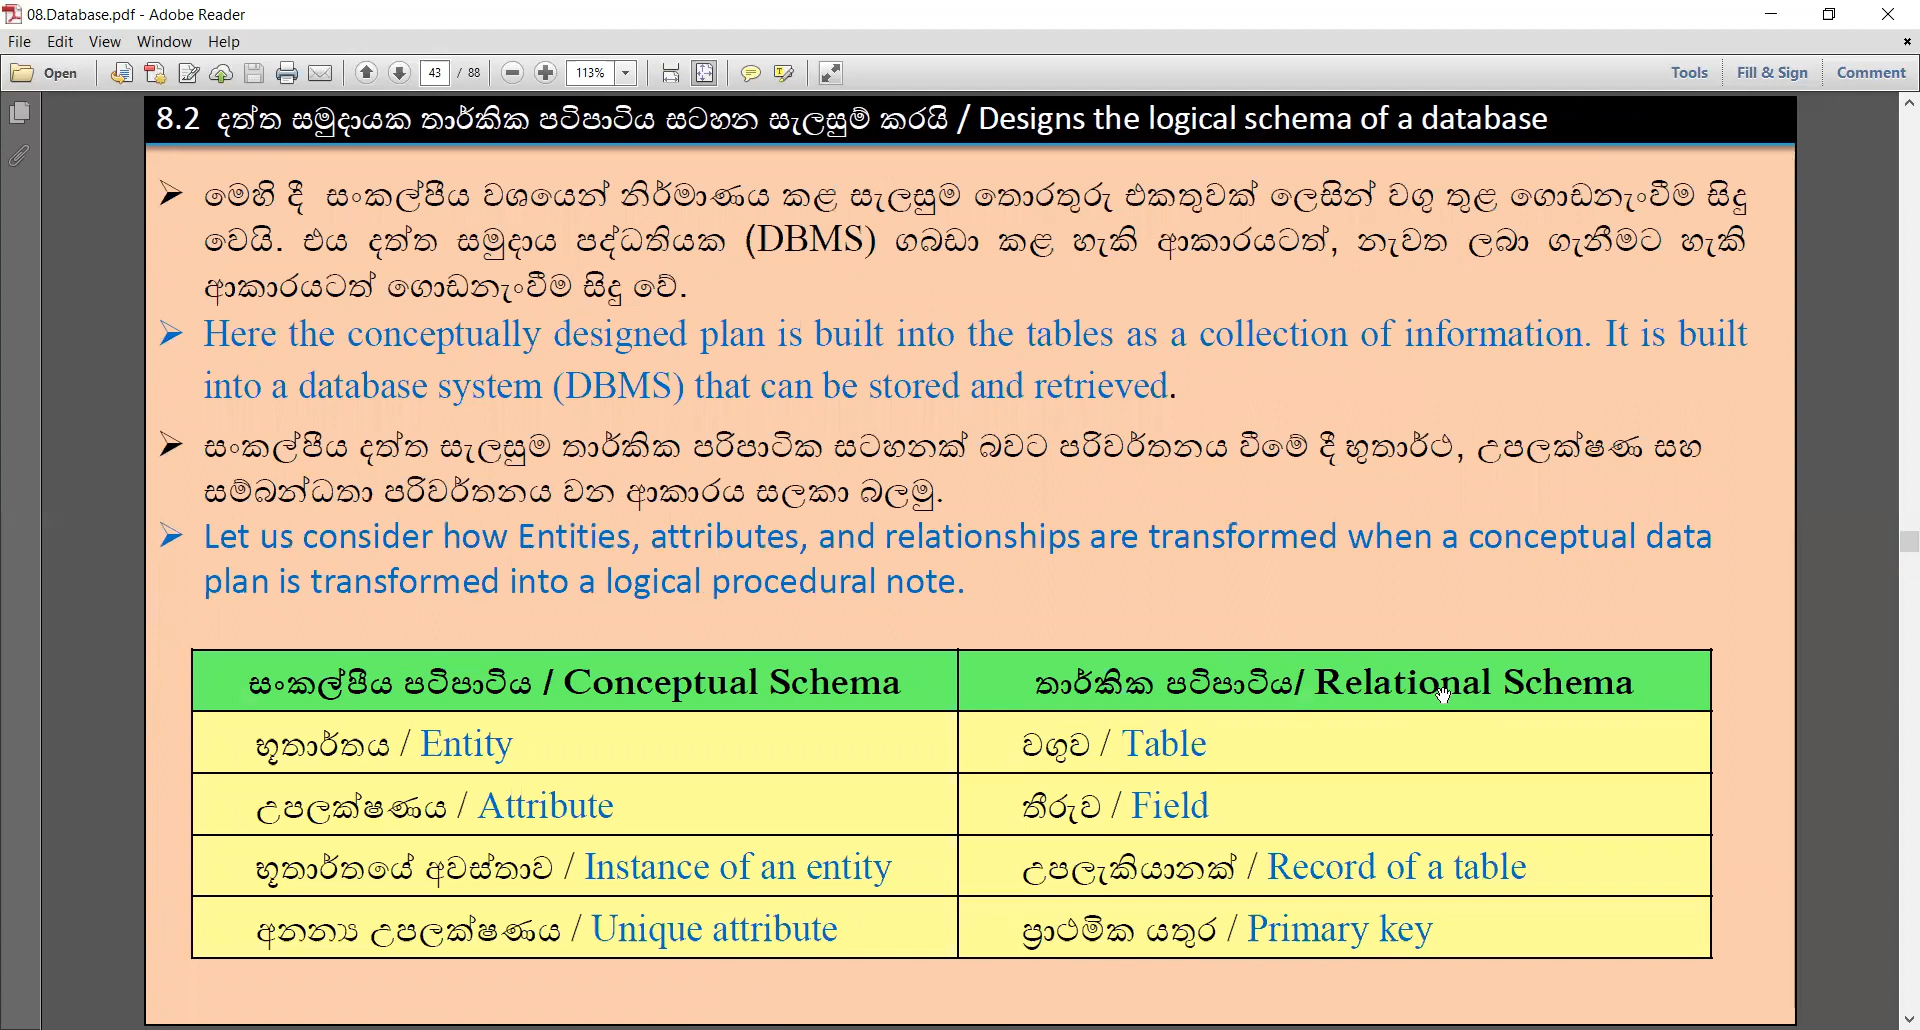 08.Database.pdf - Adobe Reader
File Edit View Window Help
Open 43 / 88 113% Tools Fill & Sign Comment
8.2 දත්ත සමුදායක තාර්කික පටිපාටිය සටහන සැලසුම් කරයි / Designs the logical schema of a database
මෙහි දී සංකල්පීය වශයෙන් නිර්මාණය කළ සැලසුම තොරතුරු එකතුවක් ලෙසින් වගු තුළ ගොඩනැංවීම සිදු
වෙයි. එය දත්ත සමුදාය පද්ධතියක (DBMS) ගබඩා කළ හැකි ආකාරයටත්, නැවත ලබා ගැනීමට හැකි
ආකාරයටත් ගොඩනැංවීම සිදු වේ.
Here the conceptually designed plan is built into the tables as a collection of information. It is built
into a database system (DBMS) that can be stored and retrieved.
සංකල්පීය දත්ත සැලසුම තාර්කික පරිපාටික සටහනක් බවට පරිවර්තනය වීමේ දී භුතාර්ථ, උපලක්ෂණ සහ
සම්බන්ධතා පරිවර්තනය වන ආකාරය සලකා බලමු.
Let us consider how Entities, attributes, and relationships are transformed when a conceptual data
plan is transformed into a logical procedural note.
සංකල්පීය පටිපාටිය / Conceptual Schema තාර්කික පටිපාටිය/ Relational Schema
භූතාර්තය / Entity වගුව / Table
උපලක්ෂණය / Attribute තීරුව / Field
භූතාර්තයේ අවස්තාව / Instance of an entity උපලැකියානක් / Record of a table
අනන්‍ය උපලක්ෂණය / Unique attribute ප්‍රාථමික යතුර / Primary key